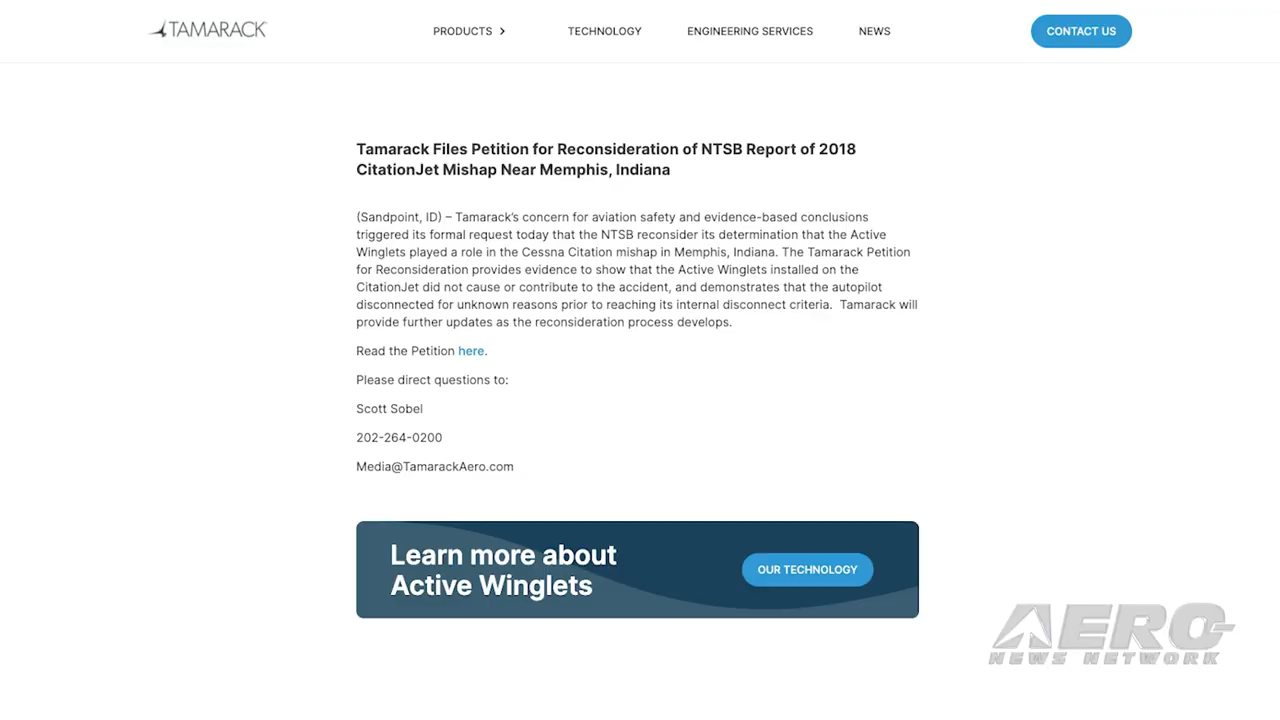 TAMARACK
PRODUCTS
TECHNOLOGY
ENGINEERING SERVICES
NEWS
CONTACT US
Tamarack Files Petition for Reconsideration of NTSB Report of 2018
CitationJet Mishap Near Memphis, Indiana
(Sandpoint, ID) – Tamarack’s concern for aviation safety and evidence-based conclusions
triggered its formal request today that the NTSB reconsider its determination that the Active
Winglets played a role in the Cessna Citation mishap in Memphis, Indiana. The Tamarack Petition
for Reconsideration provides evidence to show that the Active Winglets installed on the
CitationJet did not cause or contribute to the accident, and demonstrates that the autopilot
disconnected for unknown reasons prior to reaching its internal disconnect criteria.  Tamarack will
provide further updates as the reconsideration process develops.
Read the Petition here.
Please direct questions to:
Scott Sobel
202-264-0200
Media@TamarackAero.com
Learn more about
Active Winglets
OUR TECHNOLOGY
AERO-
NEWS NETWORK